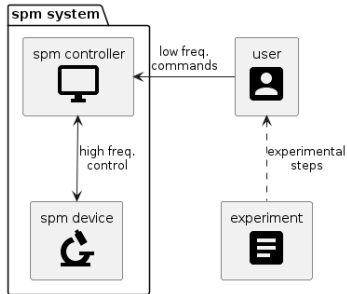 spm system
spm controller
low freq.
commands
user
high freq.
control
experimental
steps
spm device
experiment